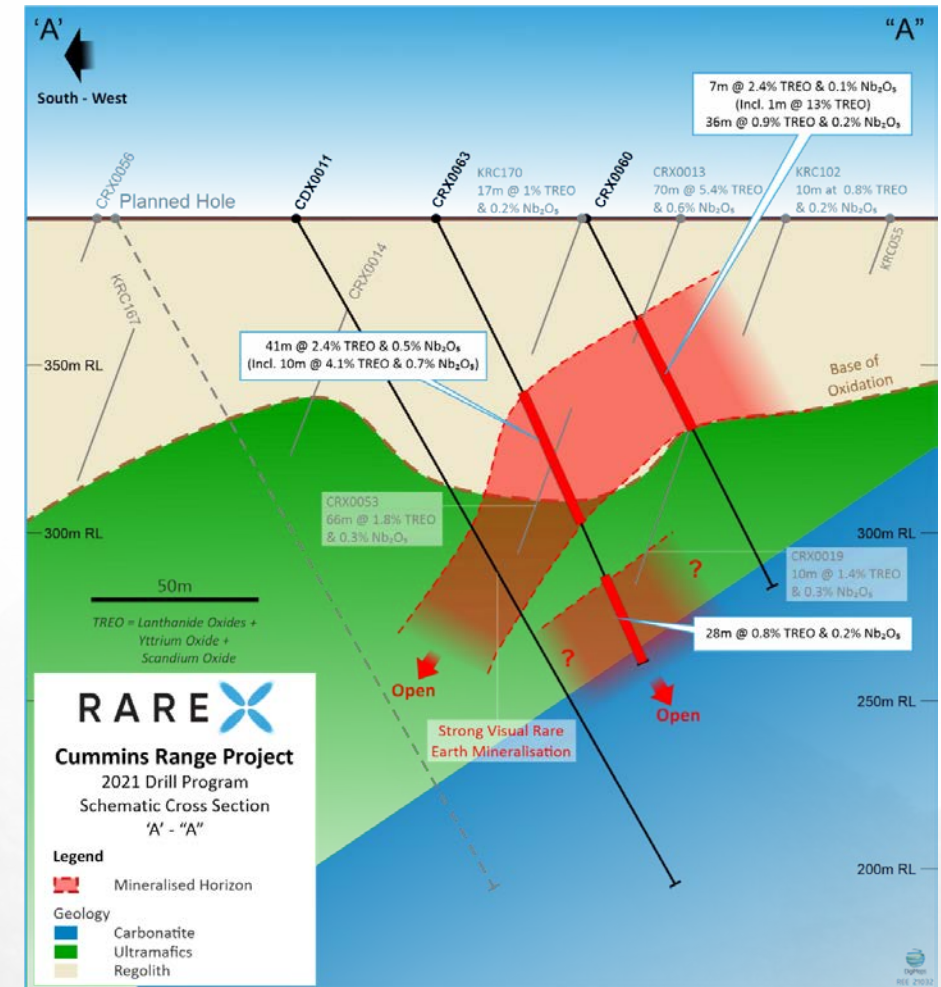 'A'
"A"
South - West
7m @ 2.4% TREO & 0.1% Nb₂O₅
(Incl. 1m @ 13% TREO)
36m @ 0.9% TREO & 0.2% Nb₂O₅
CRX0056
Planned Hole
CDX0011
CRX0063
KRC170
17m @ 1% TREO
& 0.2% Nb₂O₅
CRX0060
CRX0013
70m @ 5.4% TREO
& 0.6% Nb₂O₅
KRC102
10m at 0.8% TREO
& 0.2% Nb₂O₅
KRC055
KRC167
CRX0014
41m @ 2.4% TREO & 0.5% Nb₂O₅
(Incl. 10m @ 4.1% TREO & 0.7% Nb₂O₅)
350m RL
350m RL
Base of
Oxidation
CRX0053
66m @ 1.8% TREO
& 0.3% Nb₂O₅
300m RL
300m RL
CRX0019
10m @ 1.4% TREO
& 0.3% Nb₂O₅
?
50m
TREO = Lanthanide Oxides +
Yttrium Oxide +
Scandium Oxide
28m @ 0.8% TREO & 0.2% Nb₂O₅
?
Open
Open
250m RL
Strong Visual Rare
Earth Mineralisation
200m RL
RAREX
Cummins Range Project
2021 Drill Program
Schematic Cross Section
'A' - "A"
Legend
Mineralised Horizon
Geology
Carbonatite
Ultramafics
Regolith
DigMaps
REE 21032